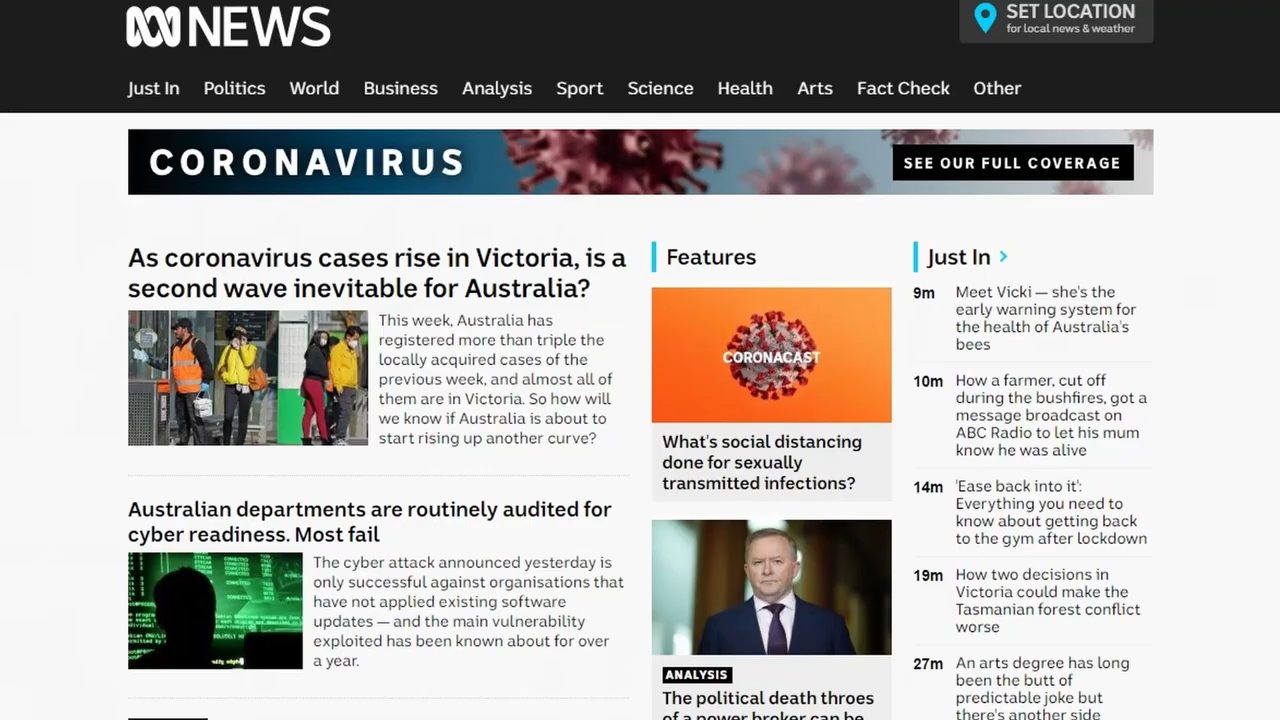 NEWS
SET LOCATION
for local news & weather
Just In Politics World Business Analysis Sport Science Health Arts Fact Check Other
CORONAVIRUS
SEE OUR FULL COVERAGE
As coronavirus cases rise in Victoria, is a
second wave inevitable for Australia?
This week, Australia has
registered more than triple the
locally acquired cases of the
previous week, and almost all of
them are in Victoria. So how will
we know if Australia is about to
start rising up another curve?
Australian departments are routinely audited for
cyber readiness. Most fail
The cyber attack announced yesterday is
only successful against organisations that
have not applied existing software
updates — and the main vulnerability
exploited has been known about for over
a year.
Features
CORONACAST
What's social distancing
done for sexually
transmitted infections?
ANALYSIS
The political death throes
of a power broker can be
Just In
9m Meet Vicki — she's the
early warning system for
the health of Australia's
bees
10m How a farmer, cut off
during the bushfires, got a
message broadcast on
ABC Radio to let his mum
know he was alive
14m 'Ease back into it':
Everything you need to
know about getting back
to the gym after lockdown
19m How two decisions in
Victoria could make the
Tasmanian forest conflict
worse
27m An arts degree has long
been the butt of
predictable joke but
there's another side